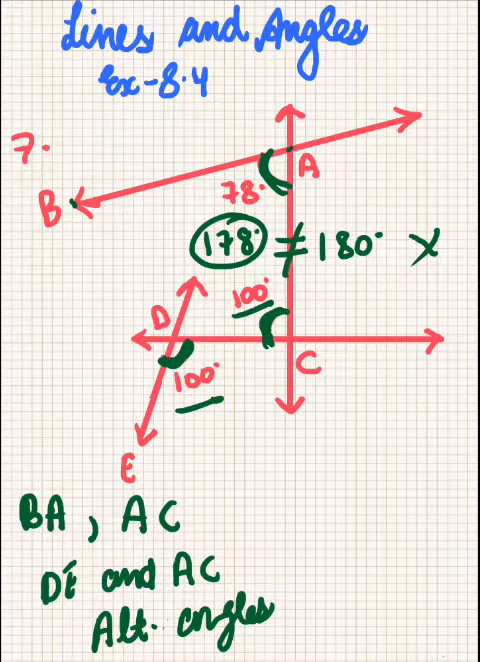 Lines and Angles
Ex-8.4
7.
A
B
78°
178° ≠ 180° X
100°
D
C
100°
E
BA, AC
DE and AC
Alt. angles